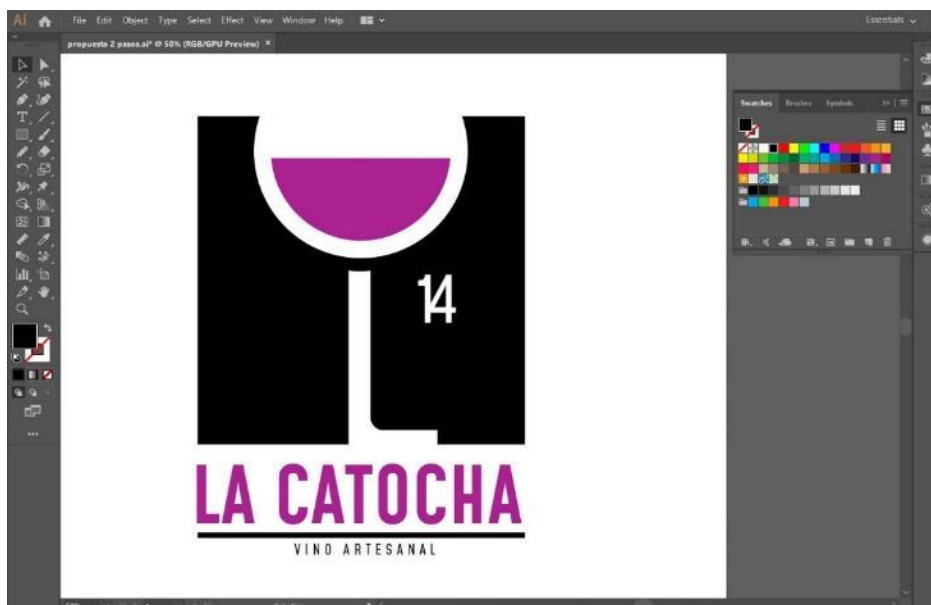 Ai File Edit Object Type Select Effect View Window Help Essentials
propuesta 2 pasos.ai* @ 50% (RGB/GPU Preview) ×
Swatches Brushes Symbols
14
LA CATOCHA
VINO ARTESANAL